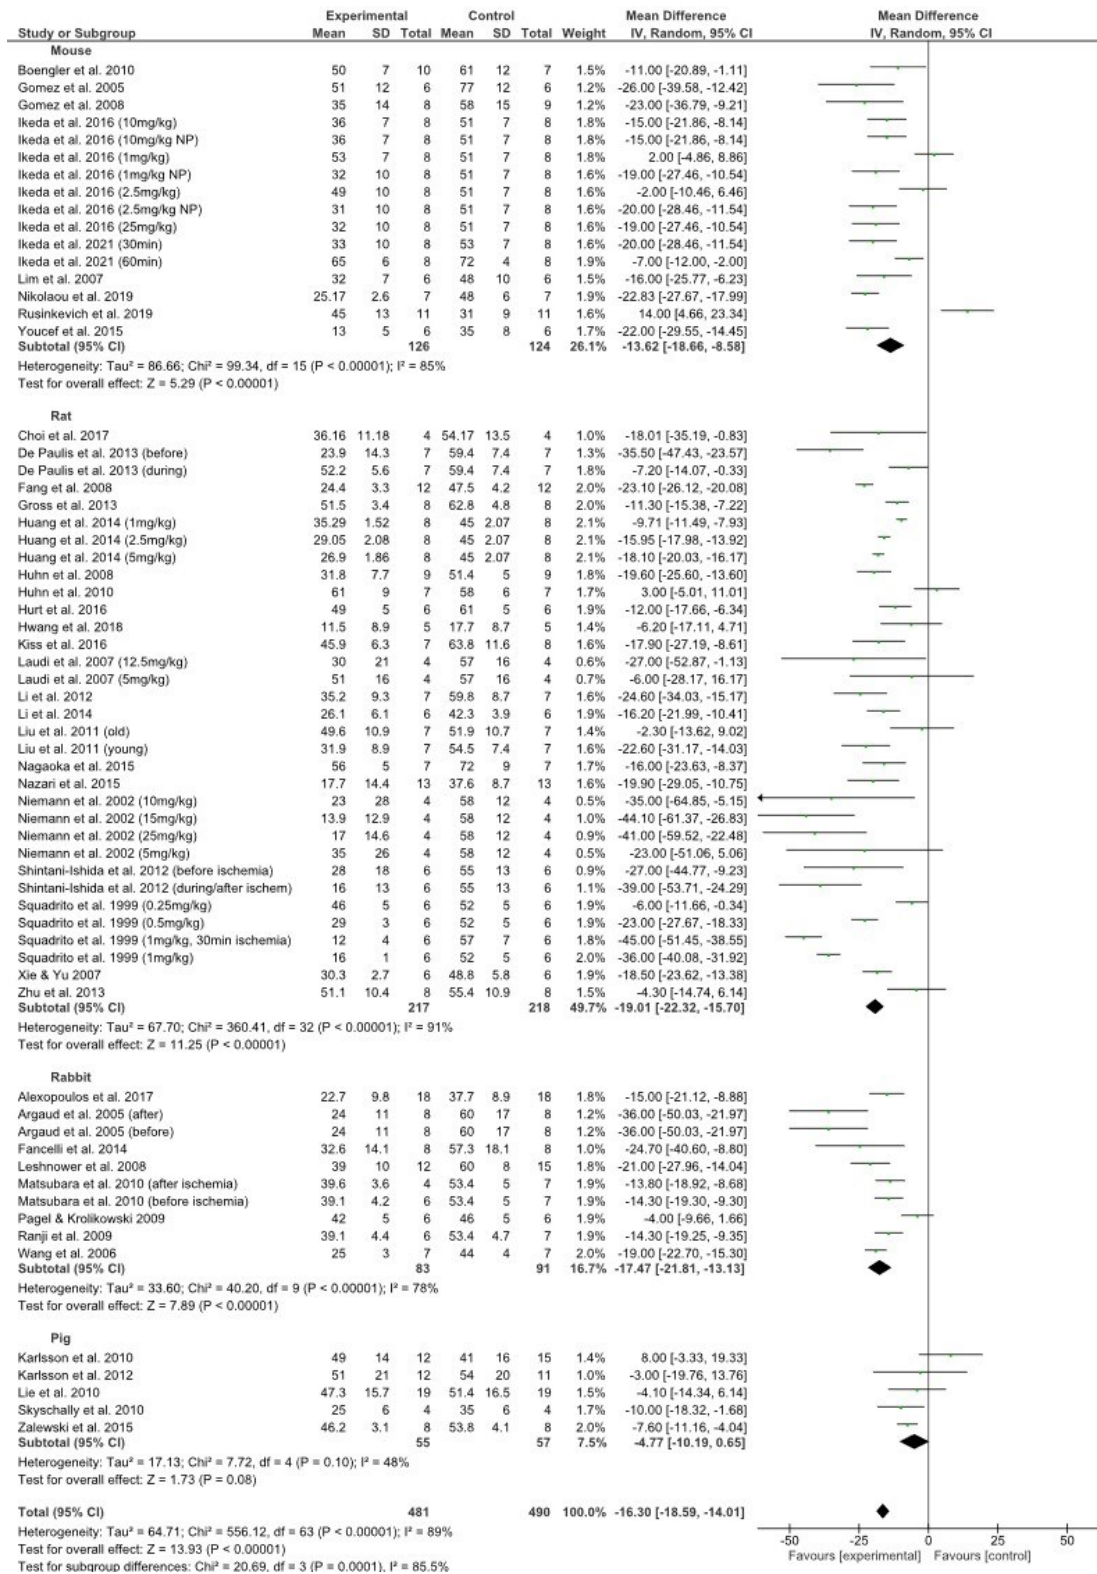 Experimental Control Mean Difference Mean Difference
Study or Subgroup Mean SD Total Mean SD Total Weight IV, Random, 95% CI IV, Random, 95% CI
Mouse
Boengler et al. 2010 50 7 10 61 12 7 1.5% -11.00 [-20.89, -1.11]
Gomez et al. 2005 51 12 6 77 12 6 1.2% -26.00 [-39.58, -12.42]
Gomez et al. 2008 35 14 8 58 15 9 1.2% -23.00 [-36.79, -9.21]
Ikeda et al. 2016 (10mg/kg) 36 7 8 51 7 8 1.8% -15.00 [-21.86, -8.14]
Ikeda et al. 2016 (10mg/kg NP) 36 7 8 51 7 8 1.8% -15.00 [-21.86, -8.14]
Ikeda et al. 2016 (1mg/kg) 53 7 8 51 7 8 1.8% 2.00 [-4.86, 8.86]
Ikeda et al. 2016 (1mg/kg NP) 32 10 8 51 7 8 1.7% -19.00 [-27.46, -10.54]
Ikeda et al. 2016 (2.5mg/kg) 49 10 8 51 7 8 1.7% -2.00 [-10.46, 6.46]
Ikeda et al. 2016 (2.5mg/kg NP) 31 10 8 51 7 8 1.7% -20.00 [-28.46, -11.54]
Ikeda et al. 2016 (25mg/kg) 32 10 8 51 7 8 1.7% -19.00 [-27.46, -10.54]
Ikeda et al. 2021 (30min) 33 10 8 53 7 8 1.7% -20.00 [-28.46, -11.54]
Ikeda et al. 2021 (60min) 65 6 8 72 4 8 1.9% -7.00 [-12.00, -2.00]
Lim et al. 2007 32 7 6 48 10 6 1.6% -16.00 [-25.77, -6.23]
Nikolaou et al. 2019 25.17 2.6 7 48 6 7 1.9% -22.83 [-27.67, -17.99]
Rusinkevich et al. 2019 45 13 11 31 9 11 1.6% 14.00 [4.66, 23.34]
Youcef et al. 2015 13 5 6 35 8 6 1.7% -22.00 [-29.55, -14.45]
Subtotal (95% CI) 126 124 26.1% -13.62 [-18.66, -8.58]
Heterogeneity: Tau² = 86.66; Chi² = 99.34, df = 15 (P < 0.00001); I² = 85%
Test for overall effect: Z = 5.29 (P < 0.00001)
Rat
Choi et al. 2017 36.16 11.18 4 54.17 13.5 4 1.0% -18.01 [-35.19, -0.83]
De Paulis et al. 2013 (before) 23.9 14.3 7 59.4 7.4 7 1.4% -35.50 [-47.43, -23.57]
De Paulis et al. 2013 (during) 52.2 5.6 7 59.4 7.4 7 1.8% -7.20 [-14.07, -0.33]
Fang et al. 2008 24.4 3.3 12 47.5 4.2 12 2.0% -23.10 [-26.12, -20.08]
Gross et al. 2013 51.5 3.4 8 62.8 4.8 8 2.0% -11.30 [-15.38, -7.22]
Huang et al. 2014 (1mg/kg) 35.29 1.52 8 45 2.07 8 2.1% -9.71 [-11.49, -7.93]
Huang et al. 2014 (2.5mg/kg) 29.05 2.08 8 45 2.07 8 2.1% -15.95 [-17.98, -13.92]
Huang et al. 2014 (5mg/kg) 26.9 1.86 8 45 2.07 8 2.1% -18.10 [-20.03, -16.17]
Huhn et al. 2008 31.8 7.7 9 51.4 5 9 1.8% -19.60 [-25.60, -13.60]
Huhn et al. 2010 61 9 7 58 6 7 1.7% 3.00 [-5.01, 11.01]
Hurt et al. 2016 49 5 6 61 5 6 1.9% -12.00 [-17.66, -6.34]
Hwang et al. 2018 11.5 8.9 5 17.7 8.7 5 1.5% -6.20 [-17.11, 4.71]
Kiss et al. 2016 45.9 6.3 7 63.8 11.6 8 1.6% -17.90 [-27.19, -8.61]
Laudi et al. 2007 (12.5mg/kg) 30 21 4 57 16 4 0.6% -27.00 [-52.87, -1.13]
Laudi et al. 2007 (5mg/kg) 51 16 4 57 16 4 0.7% -6.00 [-28.17, 16.17]
Li et al. 2012 35.2 9.3 7 59.8 8.7 7 1.6% -24.60 [-34.03, -15.17]
Li et al. 2014 26.1 6.1 6 42.3 3.9 6 1.9% -16.20 [-21.99, -10.41]
Liu et al. 2011 (old) 49.6 10.9 7 51.9 10.7 7 1.4% -2.30 [-13.62, 9.02]
Liu et al. 2011 (young) 31.9 8.9 7 54.5 7.4 7 1.7% -22.60 [-31.17, -14.03]
Nagaoka et al. 2015 56 5 7 72 9 7 1.7% -16.00 [-23.63, -8.37]
Nazari et al. 2015 17.7 14.4 13 37.6 8.7 13 1.6% -19.90 [-29.05, -10.75]
Niemann et al. 2002 (10mg/kg) 23 28 4 58 12 4 0.5% -35.00 [-64.85, -5.15]
Niemann et al. 2002 (15mg/kg) 13.9 12.9 4 58 12 4 1.0% -44.10 [-61.37, -26.83]
Niemann et al. 2002 (25mg/kg) 17 14.6 4 58 12 4 0.9% -41.00 [-59.52, -22.48]
Niemann et al. 2002 (5mg/kg) 35 26 4 58 12 4 0.5% -23.00 [-51.06, 5.06]
Shintani-Ishida et al. 2012 (before ischemia) 28 18 6 55 13 6 0.9% -27.00 [-44.77, -9.23]
Shintani-Ishida et al. 2012 (during/after ischem) 16 13 6 55 13 6 1.1% -39.00 [-53.71, -24.29]
Squadrito et al. 1999 (0.25mg/kg) 46 5 6 52 5 6 1.9% -6.00 [-11.66, -0.34]
Squadrito et al. 1999 (0.5mg/kg) 29 3 6 52 5 6 1.9% -23.00 [-27.67, -18.33]
Squadrito et al. 1999 (1mg/kg, 30min ischemia) 12 4 6 57 7 6 1.8% -45.00 [-51.45, -38.55]
Squadrito et al. 1999 (1mg/kg) 16 1 6 52 5 6 2.0% -36.00 [-40.08, -31.92]
Xie & Yu 2007 30.3 2.7 6 48.8 5.8 6 1.9% -18.50 [-23.62, -13.38]
Zhu et al. 2013 51.1 10.4 8 55.4 10.9 8 1.5% -4.30 [-14.74, 6.14]
Subtotal (95% CI) 217 218 49.7% -19.01 [-22.32, -15.70]
Heterogeneity: Tau² = 67.70; Chi² = 360.41, df = 32 (P < 0.00001); I² = 91%
Test for overall effect: Z = 11.25 (P < 0.00001)
Rabbit
Alexopoulos et al. 2017 22.7 9.8 18 37.7 8.9 18 1.8% -15.00 [-21.12, -8.88]
Argaud et al. 2005 (after) 24 11 8 60 17 8 1.2% -36.00 [-50.03, -21.97]
Argaud et al. 2005 (before) 24 11 8 60 17 8 1.2% -36.00 [-50.03, -21.97]
Fancelli et al. 2014 32.6 14.1 8 57.3 18.1 8 1.1% -24.70 [-40.60, -8.80]
Leshnower et al. 2008 39 10 12 60 8 15 1.8% -21.00 [-27.96, -14.04]
Matsubara et al. 2010 (after ischemia) 39.6 3.6 4 53.4 5 7 1.9% -13.80 [-18.92, -8.68]
Matsubara et al. 2010 (before ischemia) 39.1 4.2 6 53.4 5 7 1.9% -14.30 [-19.30, -9.30]
Pagel & Krolikowski 2009 42 5 6 46 5 6 1.9% -4.00 [-9.66, 1.66]
Ranji et al. 2009 39.1 4.4 6 53.4 4.7 7 1.9% -14.30 [-19.25, -9.35]
Wang et al. 2006 25 3 7 44 4 7 2.0% -19.00 [-22.70, -15.30]
Subtotal (95% CI) 83 91 16.7% -17.47 [-21.81, -13.13]
Heterogeneity: Tau² = 33.60; Chi² = 40.20, df = 9 (P < 0.00001); I² = 78%
Test for overall effect: Z = 7.89 (P < 0.00001)
Pig
Karlsson et al. 2010 49 14 12 41 16 15 1.4% 8.00 [-3.33, 19.33]
Karlsson et al. 2012 51 21 12 54 20 11 1.0% -3.00 [-19.76, 13.76]
Lie et al. 2010 47.3 15.7 19 51.4 16.5 19 1.5% -4.10 [-14.34, 6.14]
Skyschally et al. 2010 25 6 4 35 6 4 1.7% -10.00 [-18.32, -1.68]
Zalewski et al. 2015 46.2 3.1 8 53.8 4.1 8 2.0% -7.60 [-11.16, -4.04]
Subtotal (95% CI) 55 57 7.5% -4.77 [-10.19, 0.65]
Heterogeneity: Tau² = 17.13; Chi² = 7.72, df = 4 (P = 0.10); I² = 48%
Test for overall effect: Z = 1.73 (P = 0.08)
Total (95% CI) 481 490 100.0% -16.30 [-18.59, -14.01]
Heterogeneity: Tau² = 64.71; Chi² = 556.12, df = 63 (P < 0.00001); I² = 89%
Test for overall effect: Z = 13.93 (P < 0.00001)
Test for subgroup differences: Chi² = 20.69, df = 3 (P = 0.0001), I² = 85.5%
-50 -25 0 25 50
Favours [experimental] Favours [control]